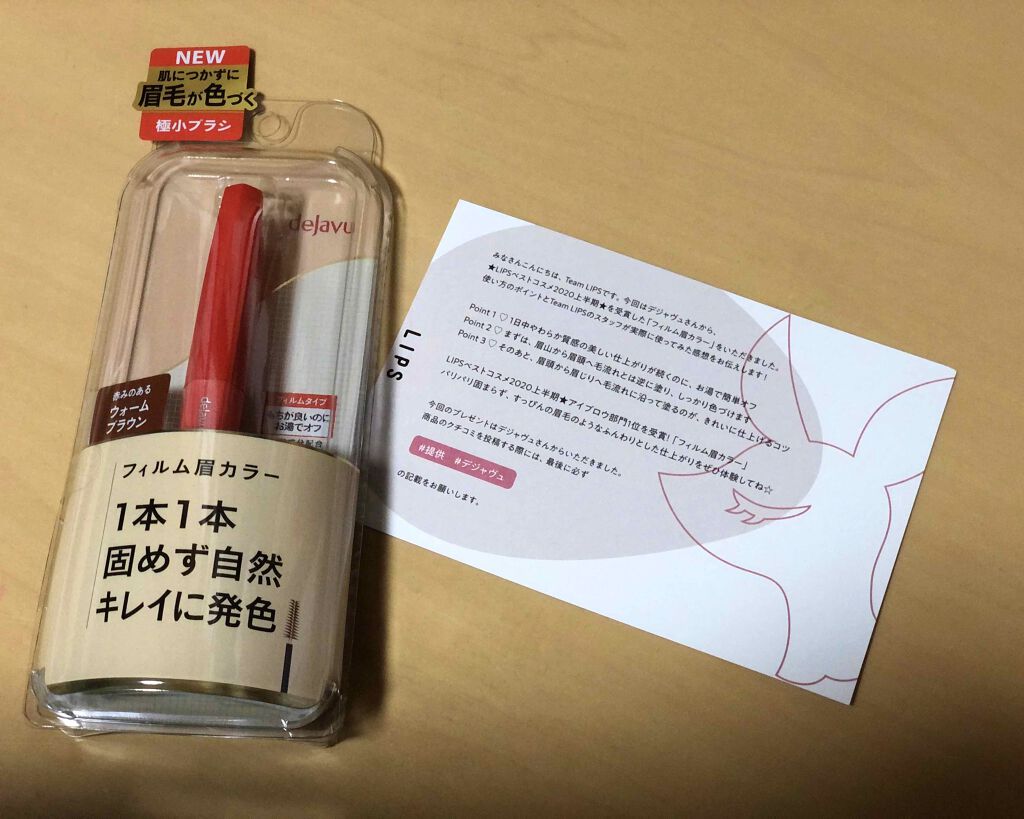 NEW
肌につかずに
眉毛が色づく
極小ブラシ
dejavu
赤みのある
ウォーム
ブラウン
フィルムタイプ
もちが良いのに
お湯でオフ
フィルム眉カラー
1本1本
固めず自然
キレイに発色
LIPS
みなさんこんにちは、Team LIPSです。今回はデジャヴュさんから、
★LIPSベストコスメ2020上半期★を受賞した「フィルム眉カラー」をいただきました。
使い方のポイントとTeam LIPSのスタッフが実際に使ってみた感想をお伝えします！
Point 1 ♡ 1日中やわらか質感の美しい仕上がりが続くのに、お湯で簡単オフ
Point 2 ♡ まずは、眉山から眉頭へ毛流れとは逆に塗り、しっかり色づけます
Point 3 ♡ そのあと、眉頭から眉じりへ毛流れに沿って塗るのが、きれいに仕上げるコツ
LIPSベストコスメ2020上半期★アイブロウ部門1位を受賞！「フィルム眉カラー」
パリパリ固まらず、すっぴんの眉毛のようなふんわりとした仕上がりをぜひ体験してね☆
今回のプレゼントはデジャヴュさんからいただきました。
商品のクチコミを投稿する際には、最後に必ず
#提供 #デジャヴュ
の記載をお願いします。